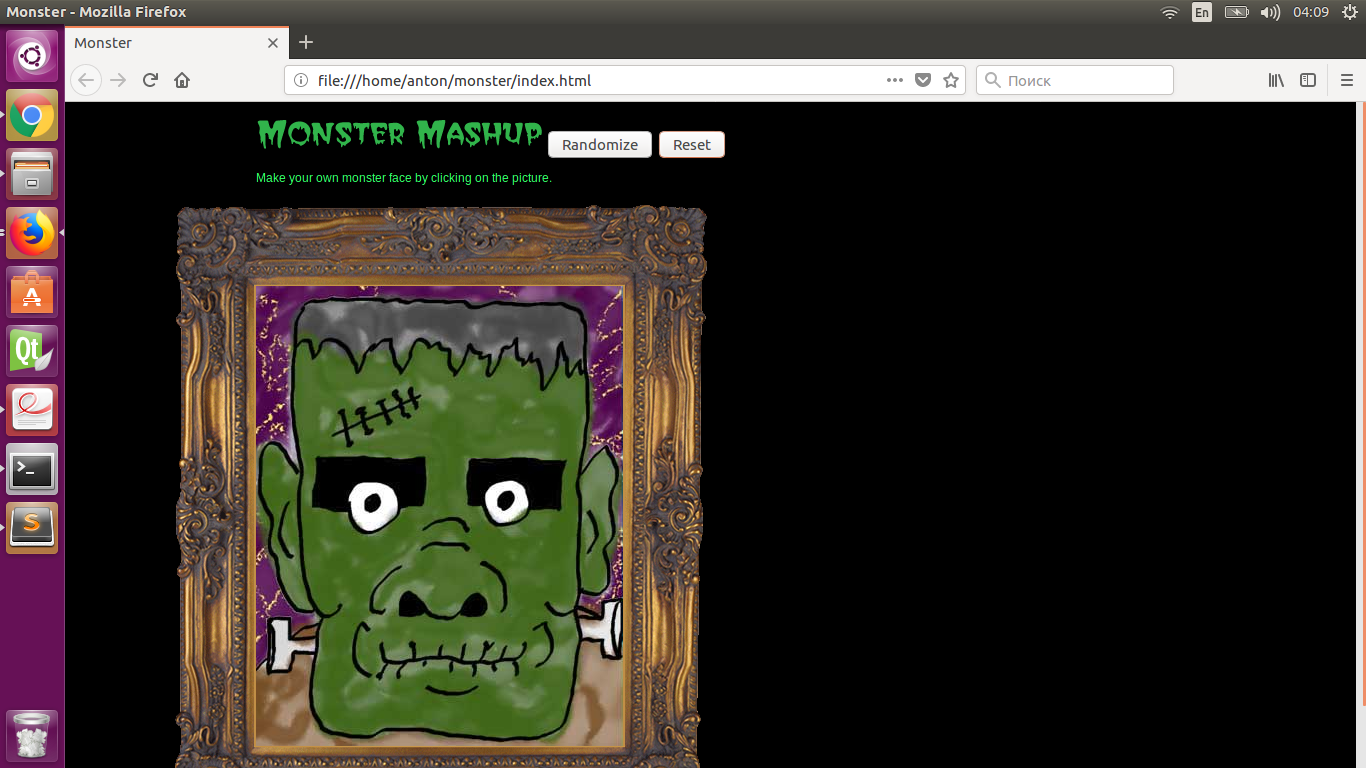 Monster - Mozilla Firefox
En
04:09
Monster
file:///home/anton/monster/index.html
Поиск
Monster Mashup
Randomize
Reset
Make your own monster face by clicking on the picture.
Qt
S